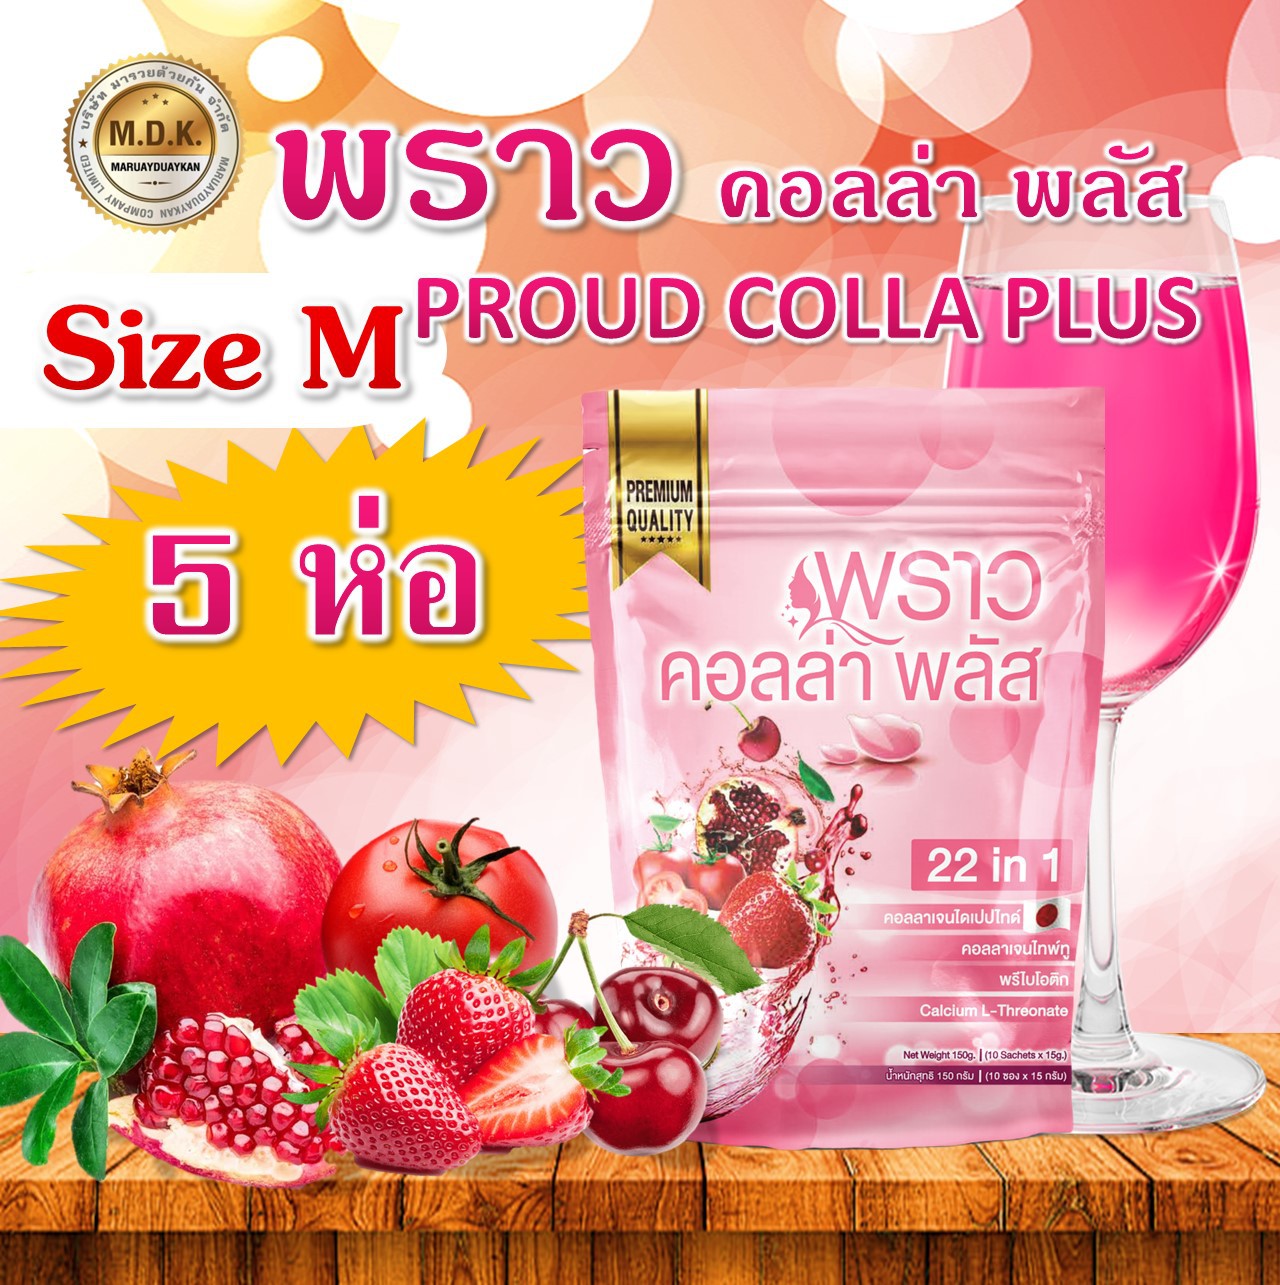 บริษัท มารวยด้วยกัน จำกัด
M.D.K.
MARUAYDUAYKAN
MARUAYDUAYKAN COMPANY LIMITED
พราว คอลล่า พลัส
PROUD COLLA PLUS
Size M
5 ห่อ
PREMIUM
QUALITY
พราว
คอลล่า พลัส
22 in 1
คอลลาเจนไดเปปไทด์
คอลลาเจนไทพ์ทู
พรีไบโอติก
Calcium L-Threonate
Net Weight 150g. | (10 Sachets x 15g.)
น้ำหนักสุทธิ 150 กรัม | (10 ซอง x 15 กรัม)